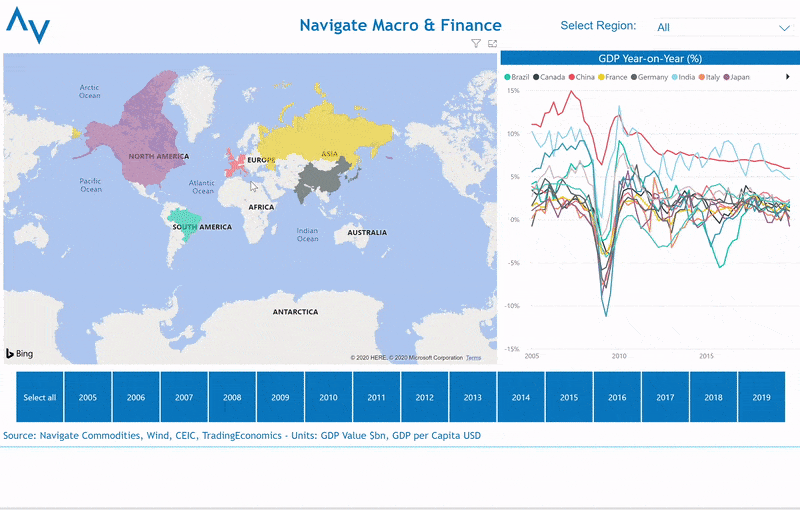 Navigate Macro & Finance
Select Region:
All
Arctic
Ocean
NORTH AMERICA
EUROPE
ASIA
Pacific
Ocean
Atlantic
Ocean
AFRICA
SOUTH AMERICA
Indian
Ocean
AUSTRALIA
ANTARCTICA
Bing
© 2020 HERE, © 2020 Microsoft Corporation Terms
GDP Year-on-Year (%)
Brazil Canada China France Germany India Italy Japan
15%
10%
5%
0%
-5%
-10%
-15%
2005 2010 2015
Select all 2005 2006 2007 2008 2009 2010 2011 2012 2013 2014 2015 2016 2017 2018 2019
Source: Navigate Commodities, Wind, CEIC, TradingEconomics - Units: GDP Value $bn, GDP per Capita USD